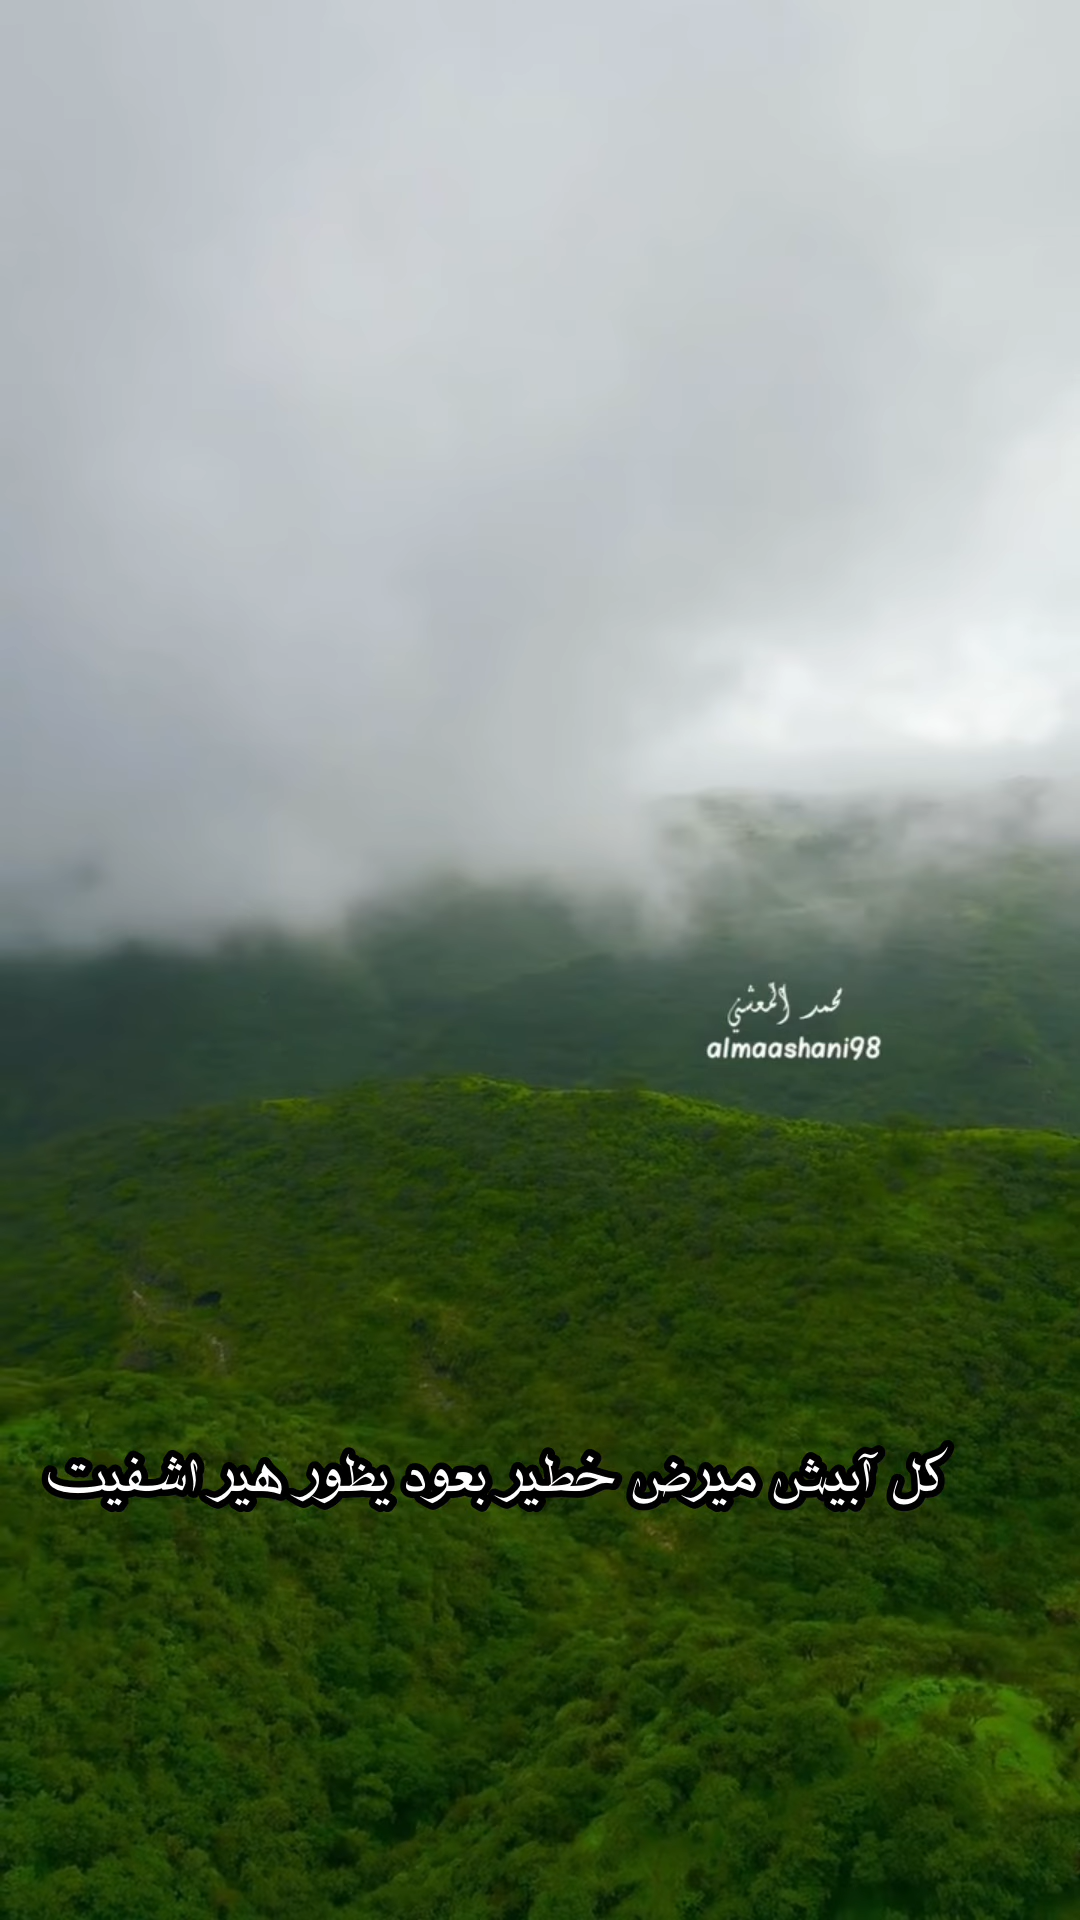 محمد المعشني
almaashani98
كل آبيش ميرض خطير بعود يظور هير اشفيت